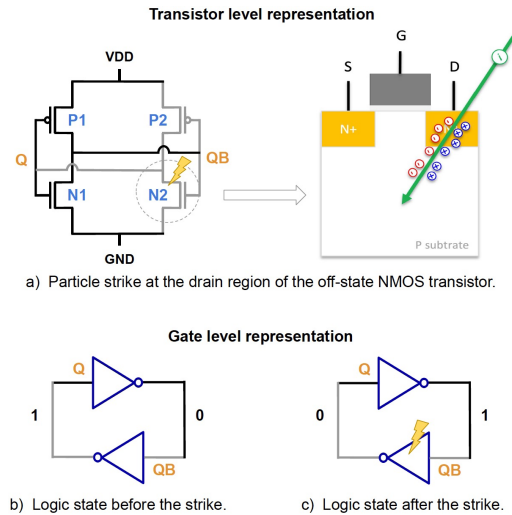 Transistor level representation
VDD
P1
P2
Q
QB
N1
N2
GND
G
S
D
i
N+
P subtrate
a) Particle strike at the drain region of the off-state NMOS transistor.
Gate level representation
Q
1
0
QB
b) Logic state before the strike.
Q
0
1
QB
c) Logic state after the strike.